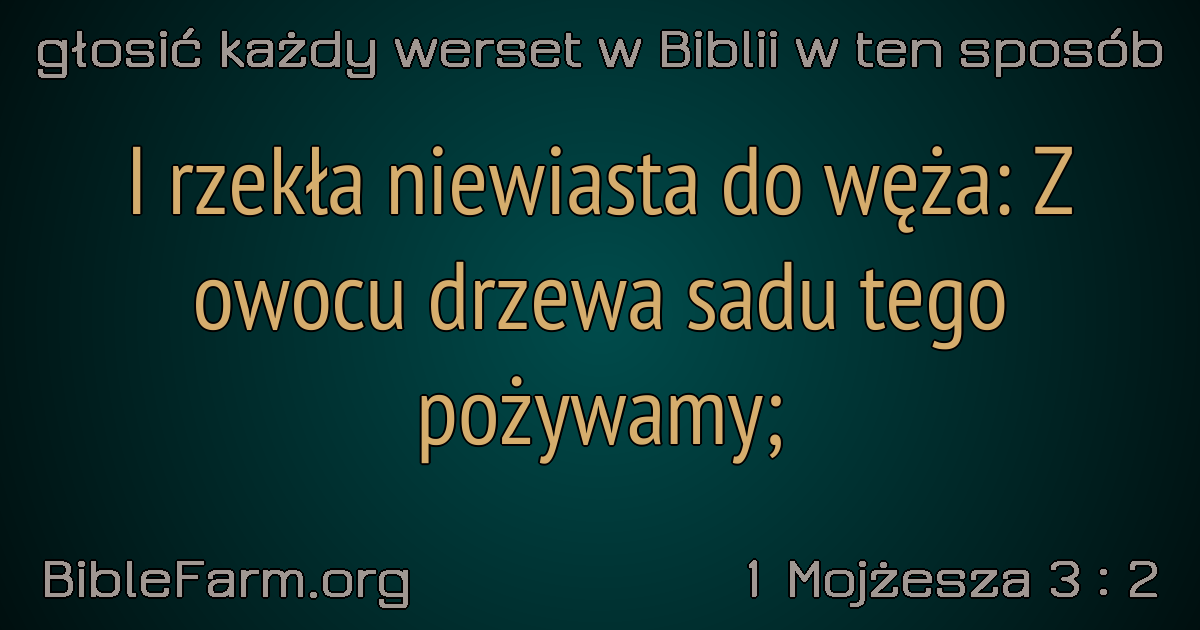 głosić każdy werset w Biblii w ten sposób
I rzekła niewiasta do węża: Z
owocu drzewa sadu tego
pożywamy;
BibleFarm.org
1 Mojżesza 3 : 2